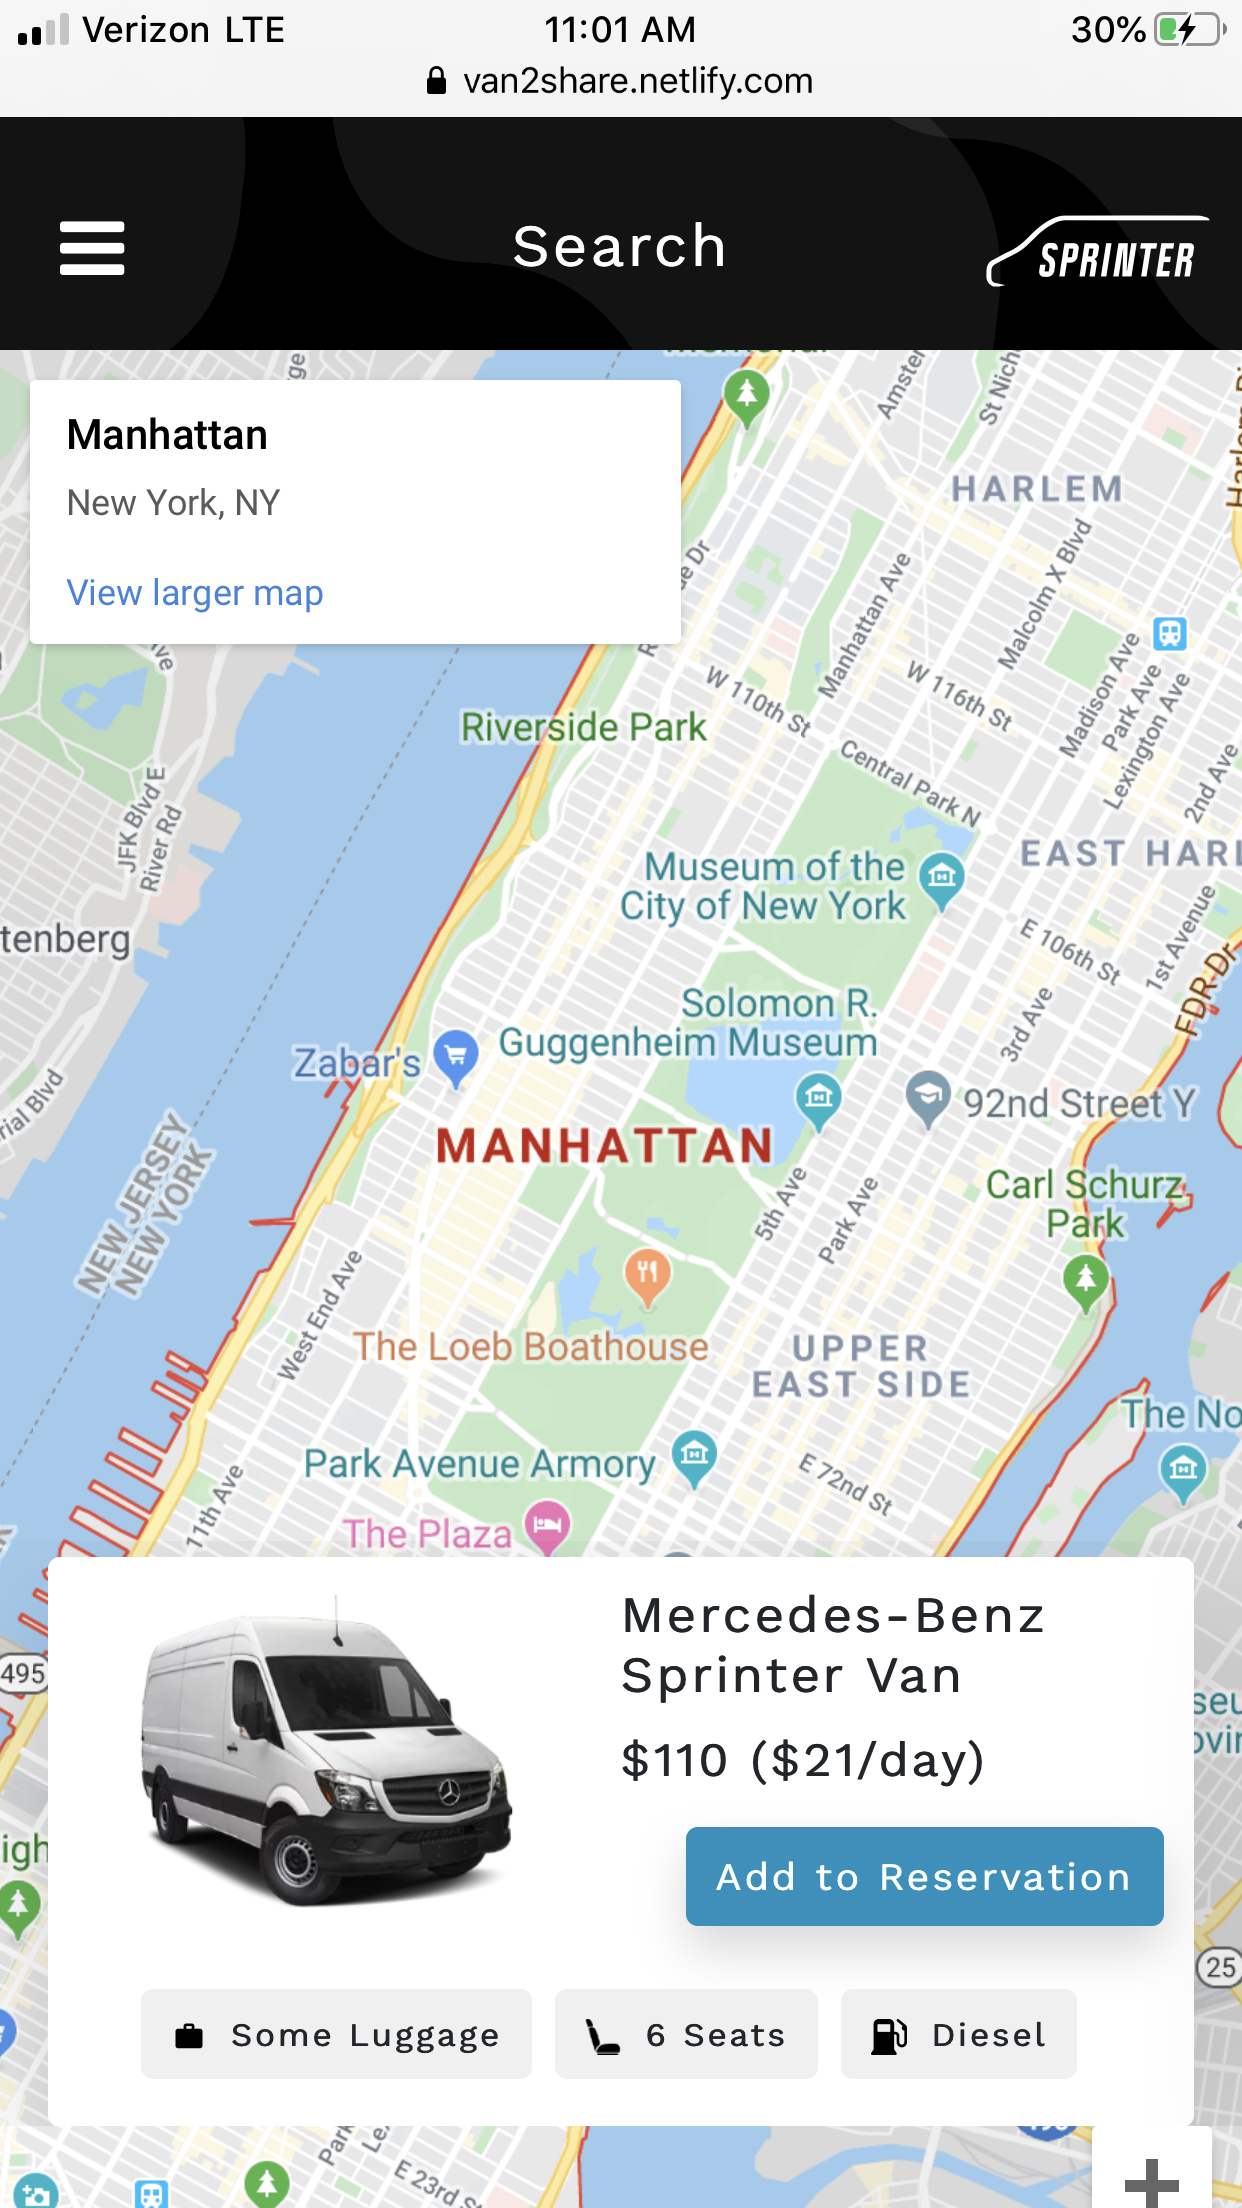 Verizon LTE
11:01 AM
30%
van2share.netlify.com
Search
SPRINTER
Manhattan
New York, NY
View larger map
HARLEM
Manhattan Ave
Malcolm X Blvd
W 110th St
W 116th St
Madison Ave
Park Ave
Lexington Ave
2nd Ave
Riverside Park
Central Park N
JFK Blvd E
River Rd
Museum of the
City of New York
EAST HARL
E 106th St
1st Avenue
FDR Dr
tenberg
Solomon R.
Guggenheim Museum
3rd Ave
Zabar's
92nd Street Y
MANHATTAN
NEW JERSEY
NEW YORK
5th Ave
Park Ave
Carl Schurz
Park
West End Ave
The Loeb Boathouse
UPPER
EAST SIDE
The No
Park Avenue Armory
E 72nd St
11th Ave
The Plaza
Mercedes-Benz
Sprinter Van
$110 ($21/day)
Add to Reservation
495
25
Some Luggage
6 Seats
Diesel
E 23rd S